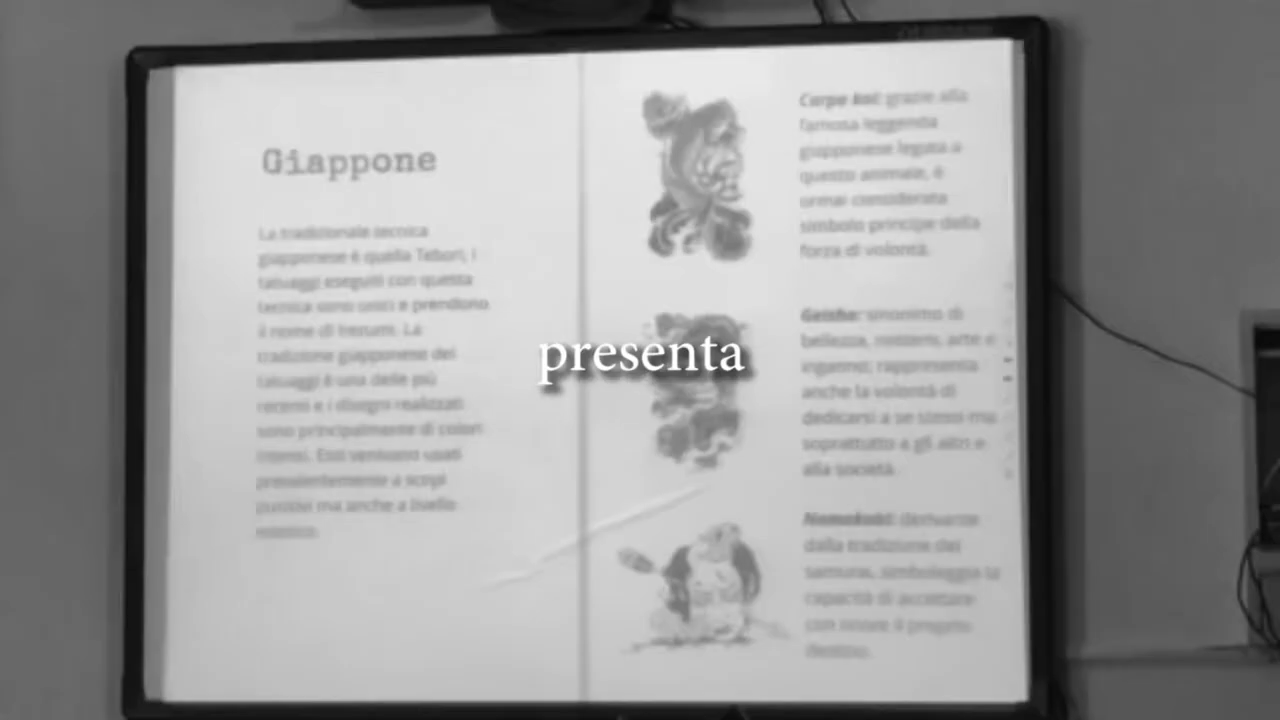 Giappone
La tradizionale tecnica
giapponese è quella Tebori, i
tatuaggi eseguiti con questa
tecnica sono unici e prendono
il nome di Irezumi. La
tradizione giapponese dei
tatuaggi è una delle più
recenti e i disegni realizzati
sono principalmente di colori
intensi. Essi venivano usati
prevalentemente a scopi
punitivi ma anche a livello
presenta
Carpa koi: grazie alla
famosa leggenda
giapponese legata a
questo animale, è
ormai considerata
simbolo principe della
forza di volontà.
Geisha: sinonimo di
bellezza, mistero, arte e
inganno; rappresenta
anche la volontà di
dedicarsi a se stessi ma
soprattutto a gli altri e
alla società.
Namakubi: derivante
dalla tradizione dei
samurai, simboleggia la
capacità di accettare
con onore il proprio
destino.